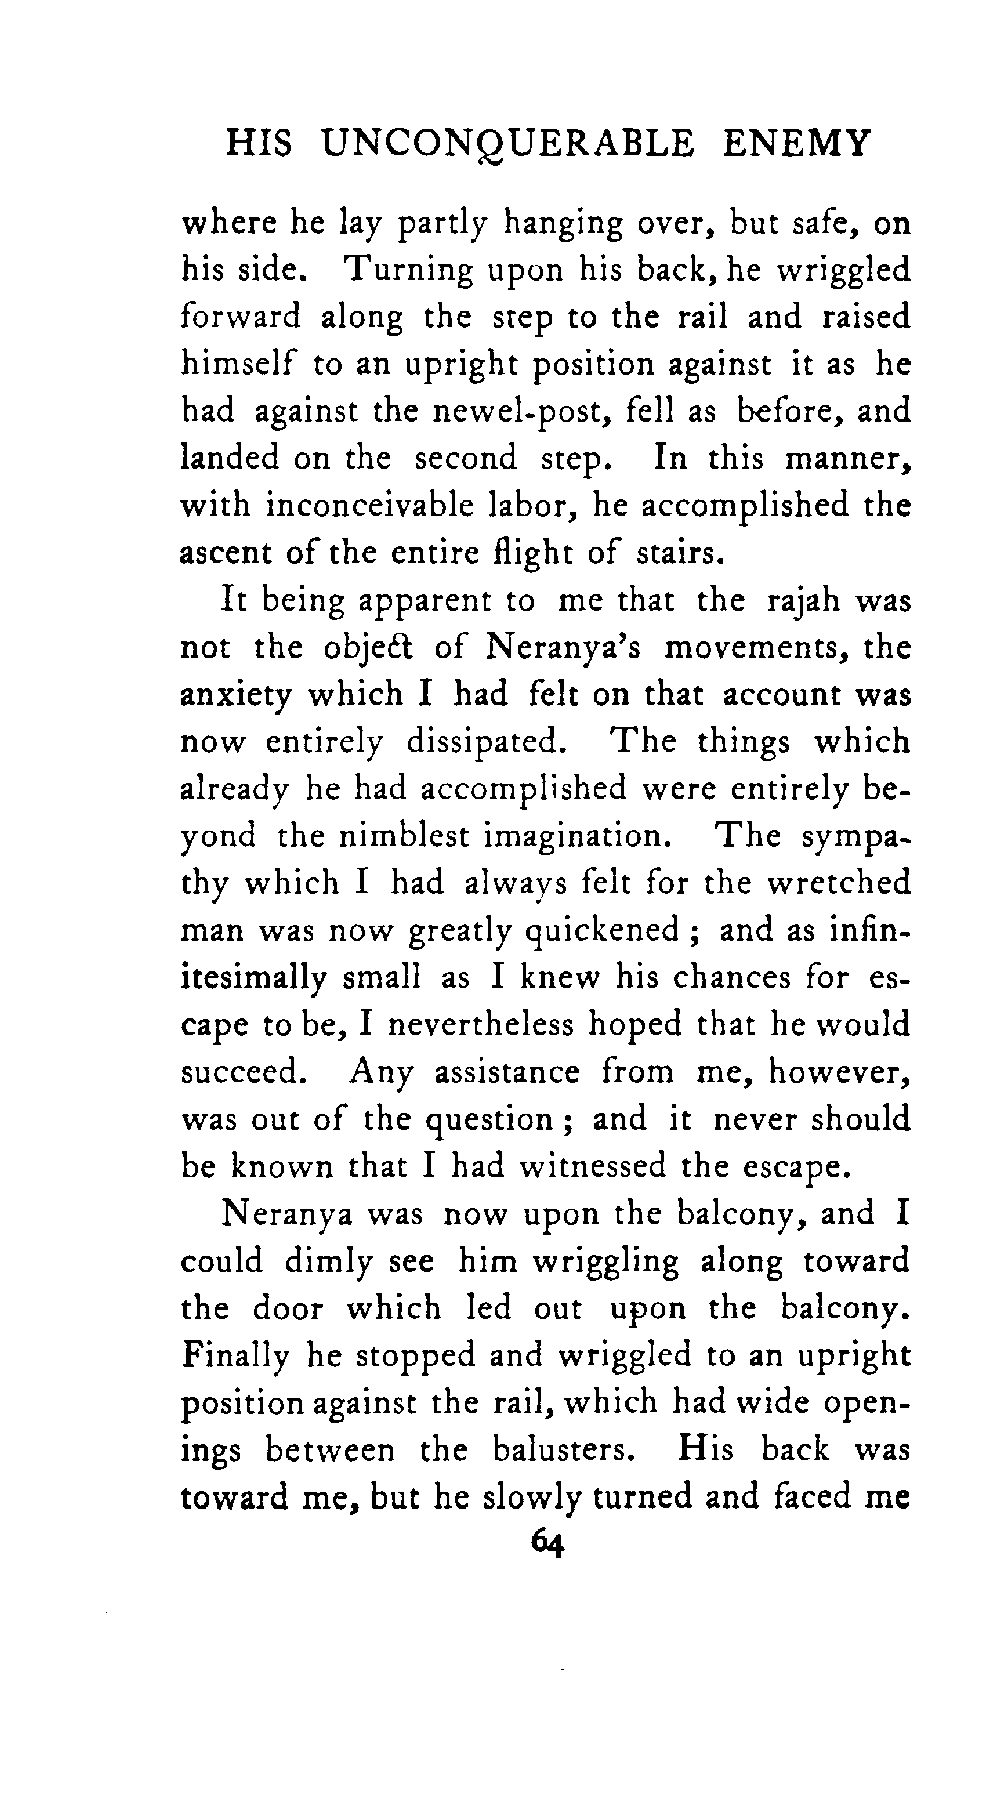 HIS UNCONQUERABLE ENEMY
where he lay partly hanging over, but safe, on
his side. Turning upon his back, he wriggled
forward along the step to the rail and raised
himself to an upright position against it as he
had against the newel-post, fell as before, and
landed on the second step. In this manner,
with inconceivable labor, he accomplished the
ascent of the entire flight of stairs.
It being apparent to me that the rajah was
not the object of Neranya's movements, the
anxiety which I had felt on that account was
now entirely dissipated. The things which
already he had accomplished were entirely be-
yond the nimblest imagination. The sympa-
thy which I had always felt for the wretched
man was now greatly quickened ; and as infin-
itesimally small as I knew his chances for es-
cape to be, I nevertheless hoped that he would
succeed. Any assistance from me, however,
was out of the question ; and it never should
be known that I had witnessed the escape.
Neranya was now upon the balcony, and I
could dimly see him wriggling along toward
the door which led out upon the balcony.
Finally he stopped and wriggled to an upright
position against the rail, which had wide open-
ings between the balusters. His back was
toward me, but he slowly turned and faced me
64